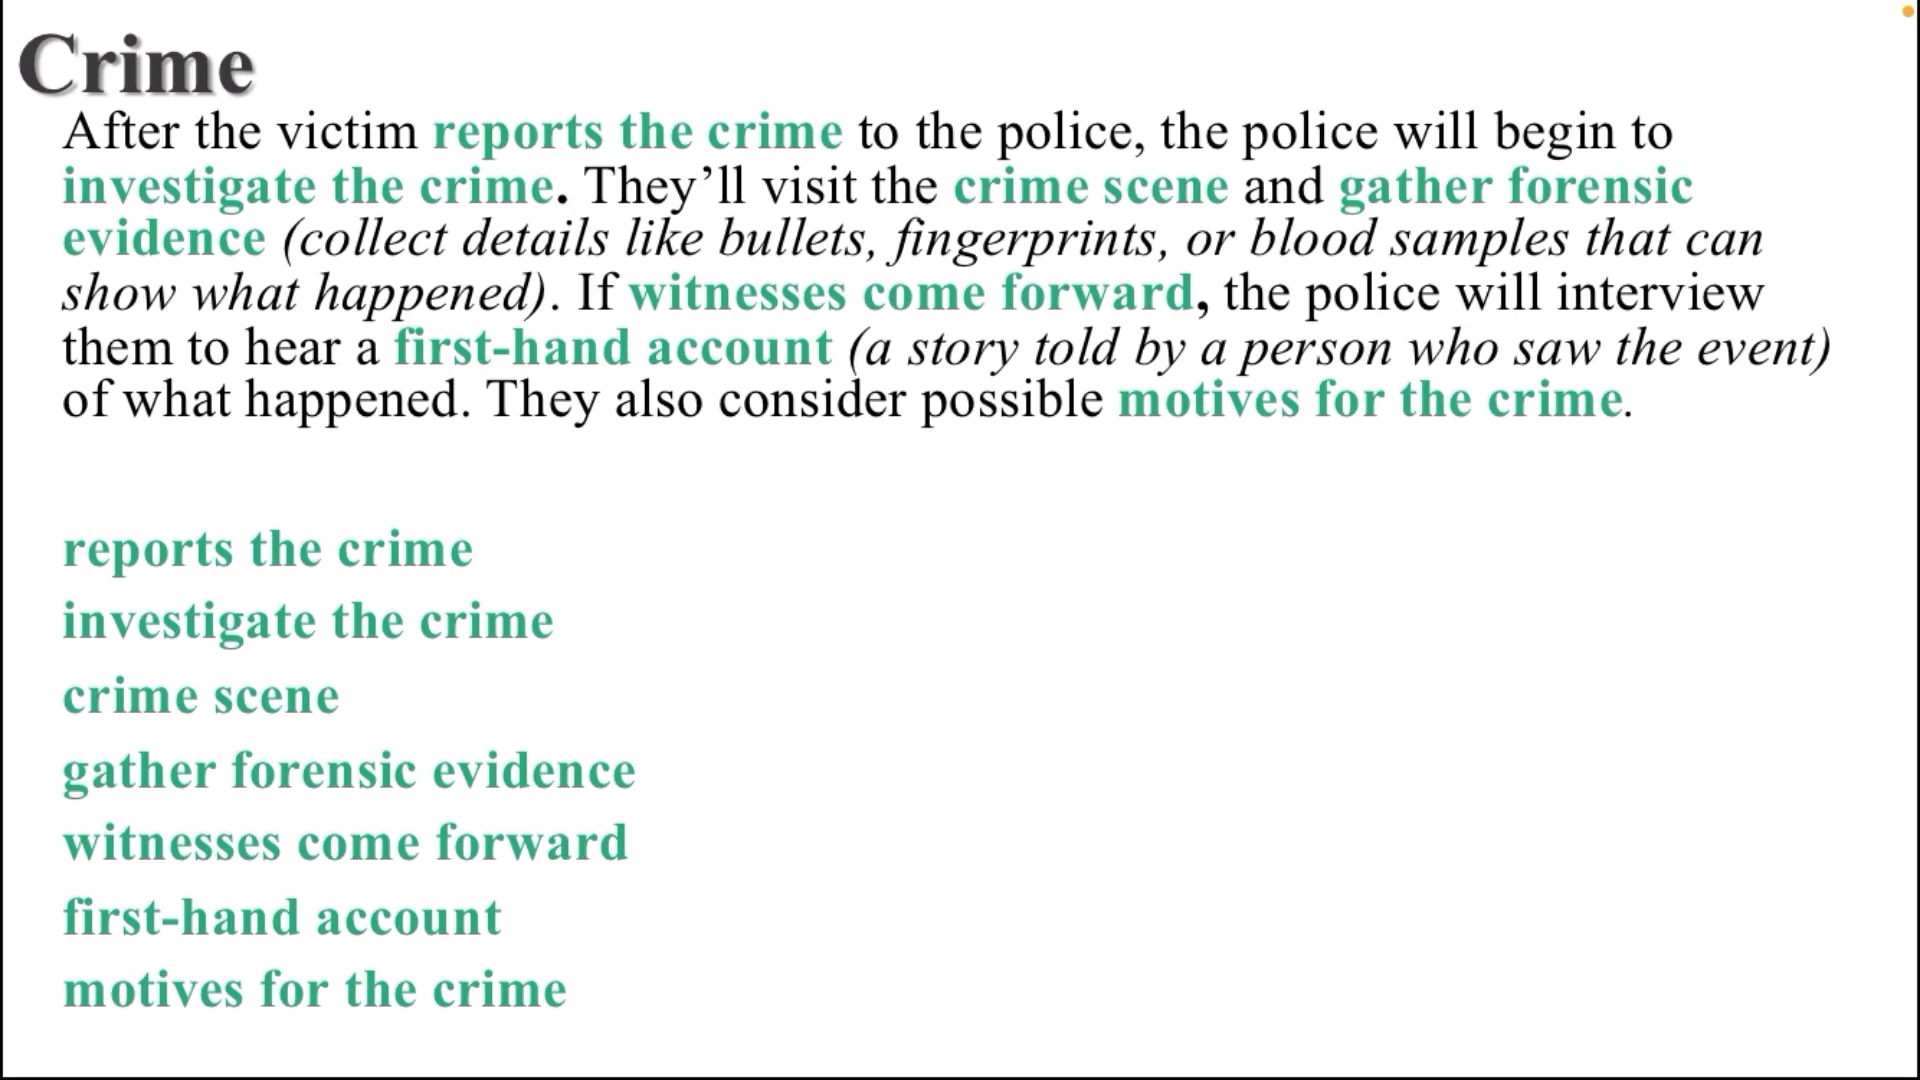 Crime
After the victim reports the crime to the police, the police will begin to
investigate the crime. They’ll visit the crime scene and gather forensic
evidence (collect details like bullets, fingerprints, or blood samples that can
show what happened). If witnesses come forward, the police will interview
them to hear a first-hand account (a story told by a person who saw the event)
of what happened. They also consider possible motives for the crime.
reports the crime
investigate the crime
crime scene
gather forensic evidence
witnesses come forward
first-hand account
motives for the crime